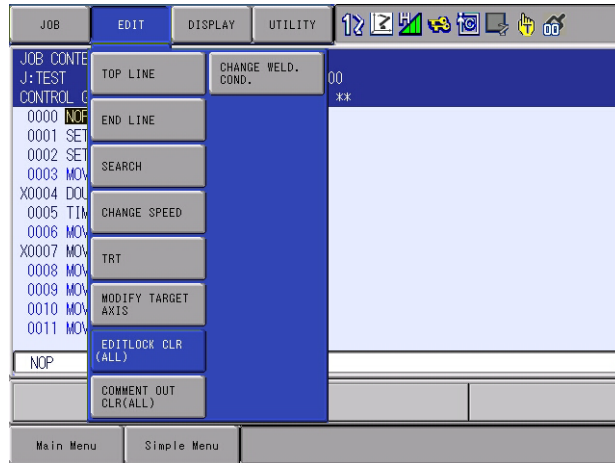 JOB EDIT DISPLAY UTILITY
JOB CONTE
J:TEST 00
CONTROL G **
TOP LINE
CHANGE WELD.
COND.
END LINE
SEARCH
CHANGE SPEED
TRT
MODIFY TARGET
AXIS
EDITLOCK CLR
(ALL)
COMMENT OUT
CLR(ALL)
0000 NOP
0001 SET
0002 SET
0003 MOV
X0004 DOU
0005 TIM
0006 MOV
X0007 MOV
0008 MOV
0009 MOV
0010 MOV
0011 MOV
NOP
Main Menu Simple Menu